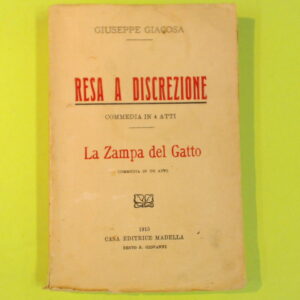 GIUSEPPE GIACOSA
RESA A DISCREZIONE
COMMEDIA IN 4 ATTI
La Zampa del Gatto
COMMEDIA IN UN ATTO
1915
CASA EDITRICE MADELLA
SESTO S. GIOVANNI